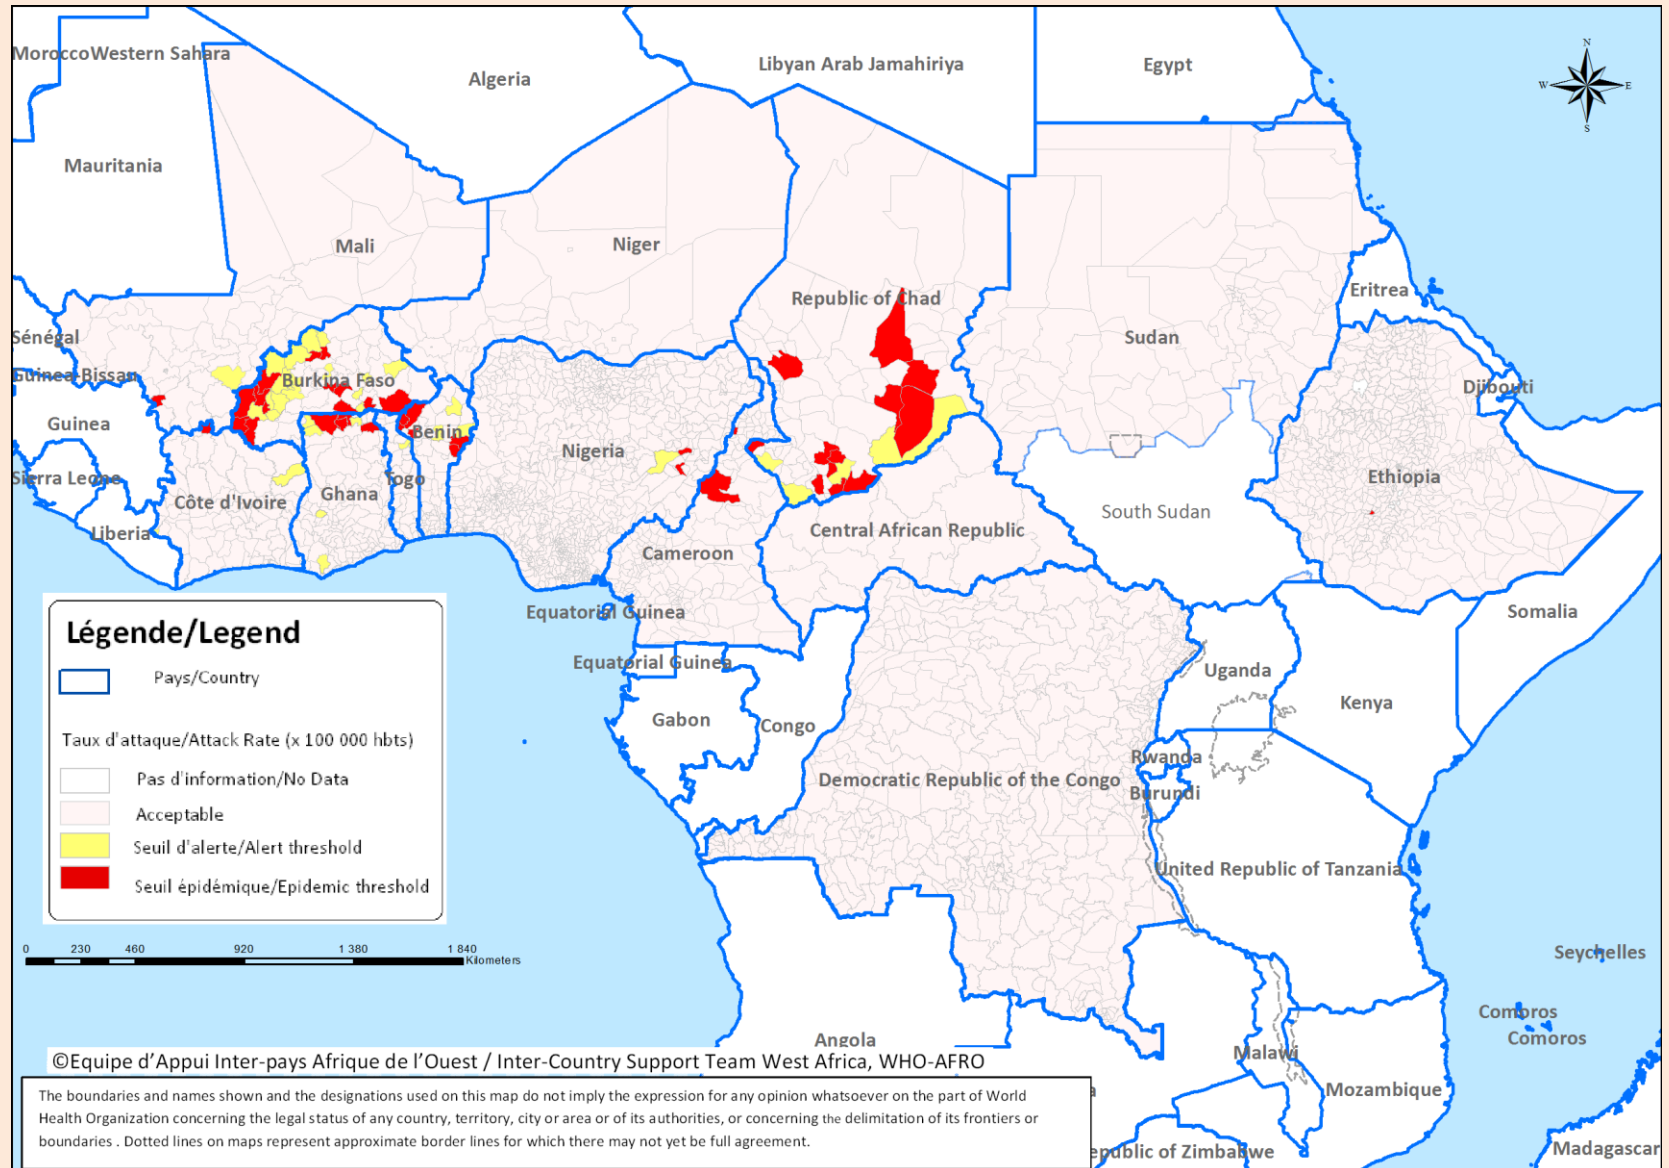 Morocco
Western Sahara
Algeria
Libyan Arab Jamahiriya
Egypt
N
W
E
S
Mauritania
Mali
Niger
Republic of Chad
Sudan
Eritrea
Sénégal
Guinea-Bissau
Burkina Faso
Djibouti
Guinea
Benin
Nigeria
Sierra Leone
Togo
Côte d'Ivoire
Ghana
Ethiopia
South Sudan
Liberia
Central African Republic
Cameroon
Equatorial Guinea
Somalia
Equatorial Guinea
Uganda
Gabon
Congo
Kenya
Rwanda
Democratic Republic of the Congo
Burundi
United Republic of Tanzania
Seychelles
Comoros
Comoros
Angola
Malawi
Mozambique
epublic of Zimbabwe
Madagascar
a
Légende/Legend
Pays/Country
Taux d'attaque/Attack Rate (x 100 000 hbts)
Pas d'information/No Data
Acceptable
Seuil d'alerte/Alert threshold
Seuil épidémique/Epidemic threshold
0 230 460 920 1 380 1 840
Kilometers
©Equipe d'Appui Inter-pays Afrique de l'Ouest / Inter-Country Support Team West Africa, WHO-AFRO
The boundaries and names shown and the designations used on this map do not imply the expression for any opinion whatsoever on the part of World
Health Organization concerning the legal status of any country, territory, city or area or of its authorities, or concerning the delimitation of its frontiers or
boundaries . Dotted lines on maps represent approximate border lines for which there may not yet be full agreement.